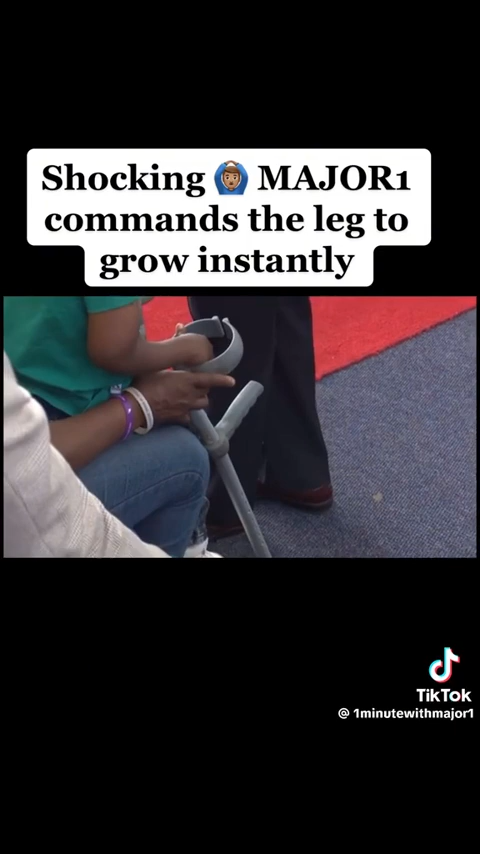 Shocking 🙆🏽‍♂️ MAJOR1
commands the leg to
grow instantly
TikTok
@ 1minutewithmajor1